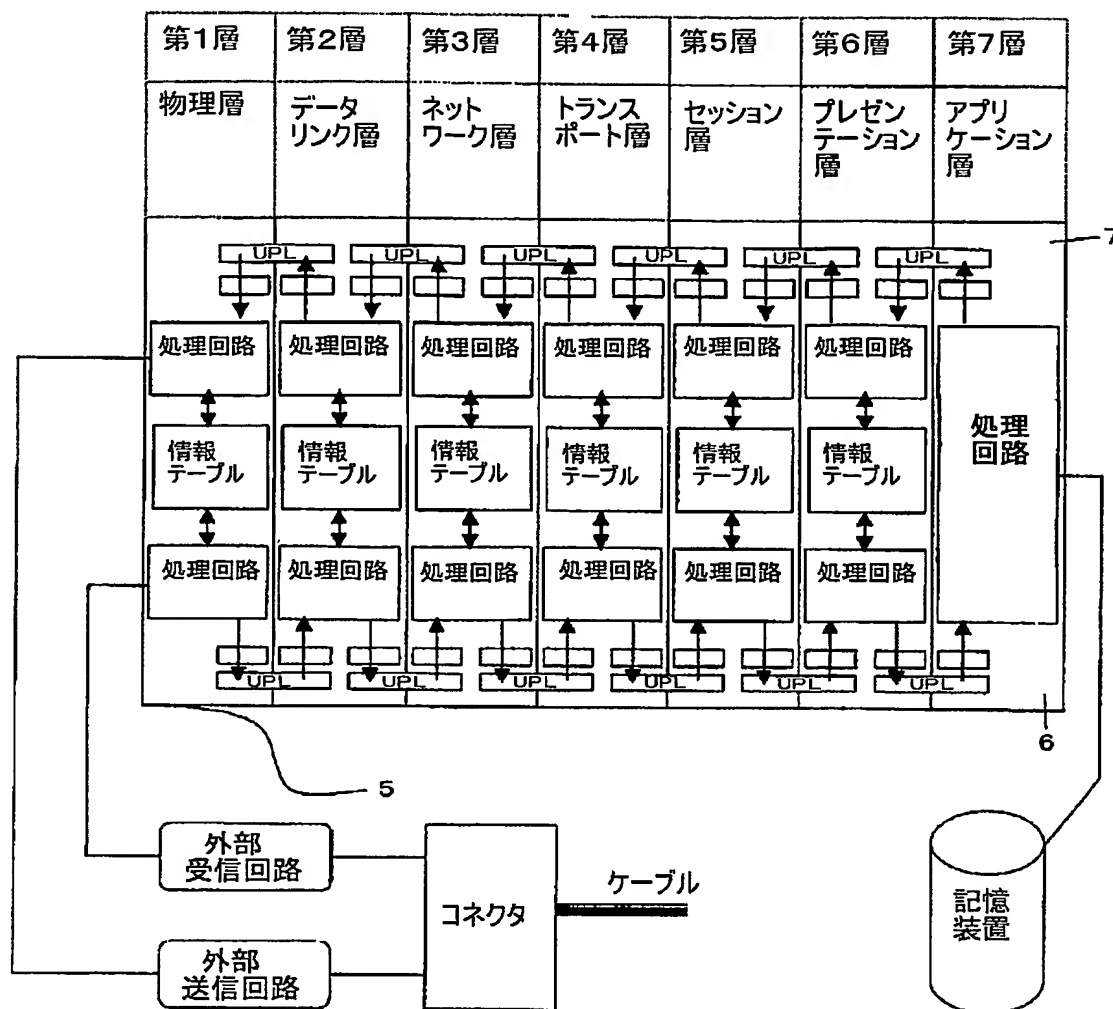 第1層 第2層 第3層 第4層 第5層 第6層 第7層
物理層 データ ネット トランス セッション プレゼン アプリ
リンク層 ワーク層 ポート層 層 テーション ケーション
層 層
7
UPL UPL UPL UPL UPL UPL
処理回路 処理回路 処理回路 処理回路 処理回路 処理回路
処理
回路
情報 情報 情報 情報 情報 情報
テーブル テーブル テーブル テーブル テーブル テーブル
処理回路 処理回路 処理回路 処理回路 処理回路 処理回路
UPL UPL UPL UPL UPL UPL
6
5
外部
受信回路
コネクタ
ケーブル
外部
送信回路
記憶
装置